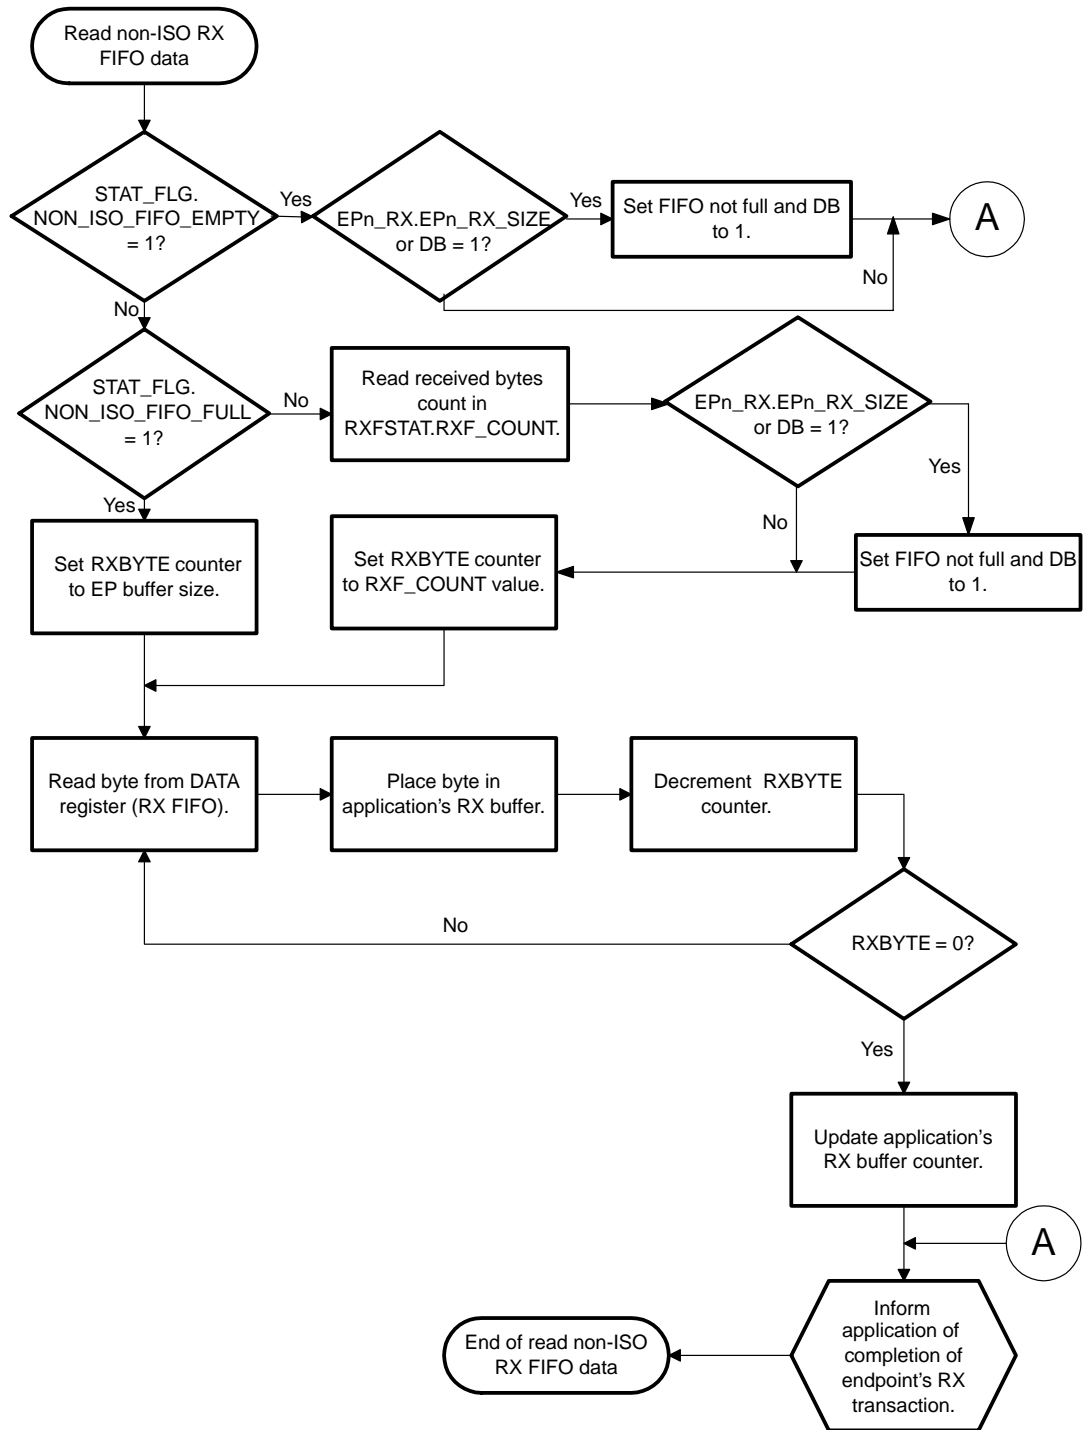 Read non-ISO RX
FIFO data
STAT_FLG.
NON_ISO_FIFO_EMPTY
= 1?
Yes
EPn_RX.EPn_RX_SIZE
or DB = 1?
Yes
Set FIFO not full and DB
to 1.
A
No
No
STAT_FLG.
NON_ISO_FIFO_FULL
= 1?
No
Read received bytes
count in
RXFSTAT.RXF_COUNT.
EPn_RX.EPn_RX_SIZE
or DB = 1?
Yes
No
Yes
Set RXBYTE counter
to EP buffer size.
Set RXBYTE counter
to RXF_COUNT value.
Set FIFO not full and DB
to 1.
Read byte from DATA
register (RX FIFO).
Place byte in
application’s RX buffer.
Decrement RXBYTE
counter.
No
RXBYTE = 0?
Yes
Update application’s
RX buffer counter.
A
Inform
application of
completion of
endpoint’s RX
transaction.
End of read non-ISO
RX FIFO data